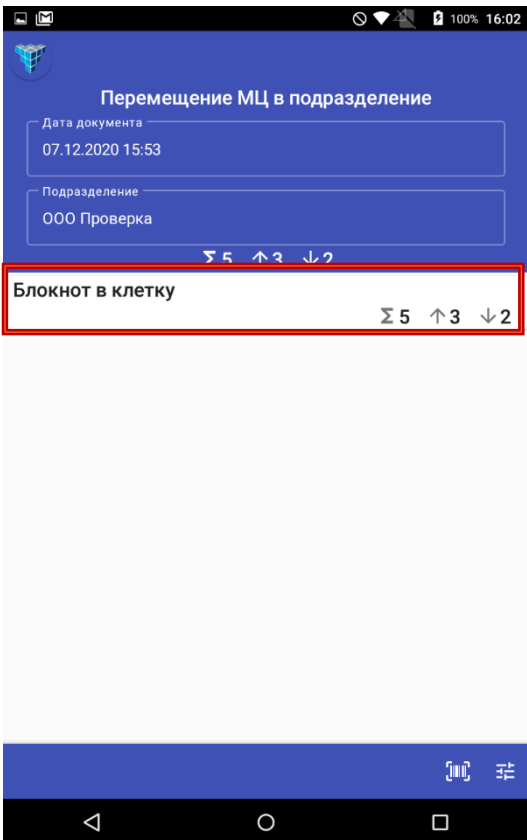 100% 16:02
Перемещение МЦ в подразделение
Дата документа
07.12.2020 15:53
Подразделение
ООО Проверка
Σ 5 ↑ 3 ↓ 2
Блокнот в клетку
Σ 5 ↑ 3 ↓ 2